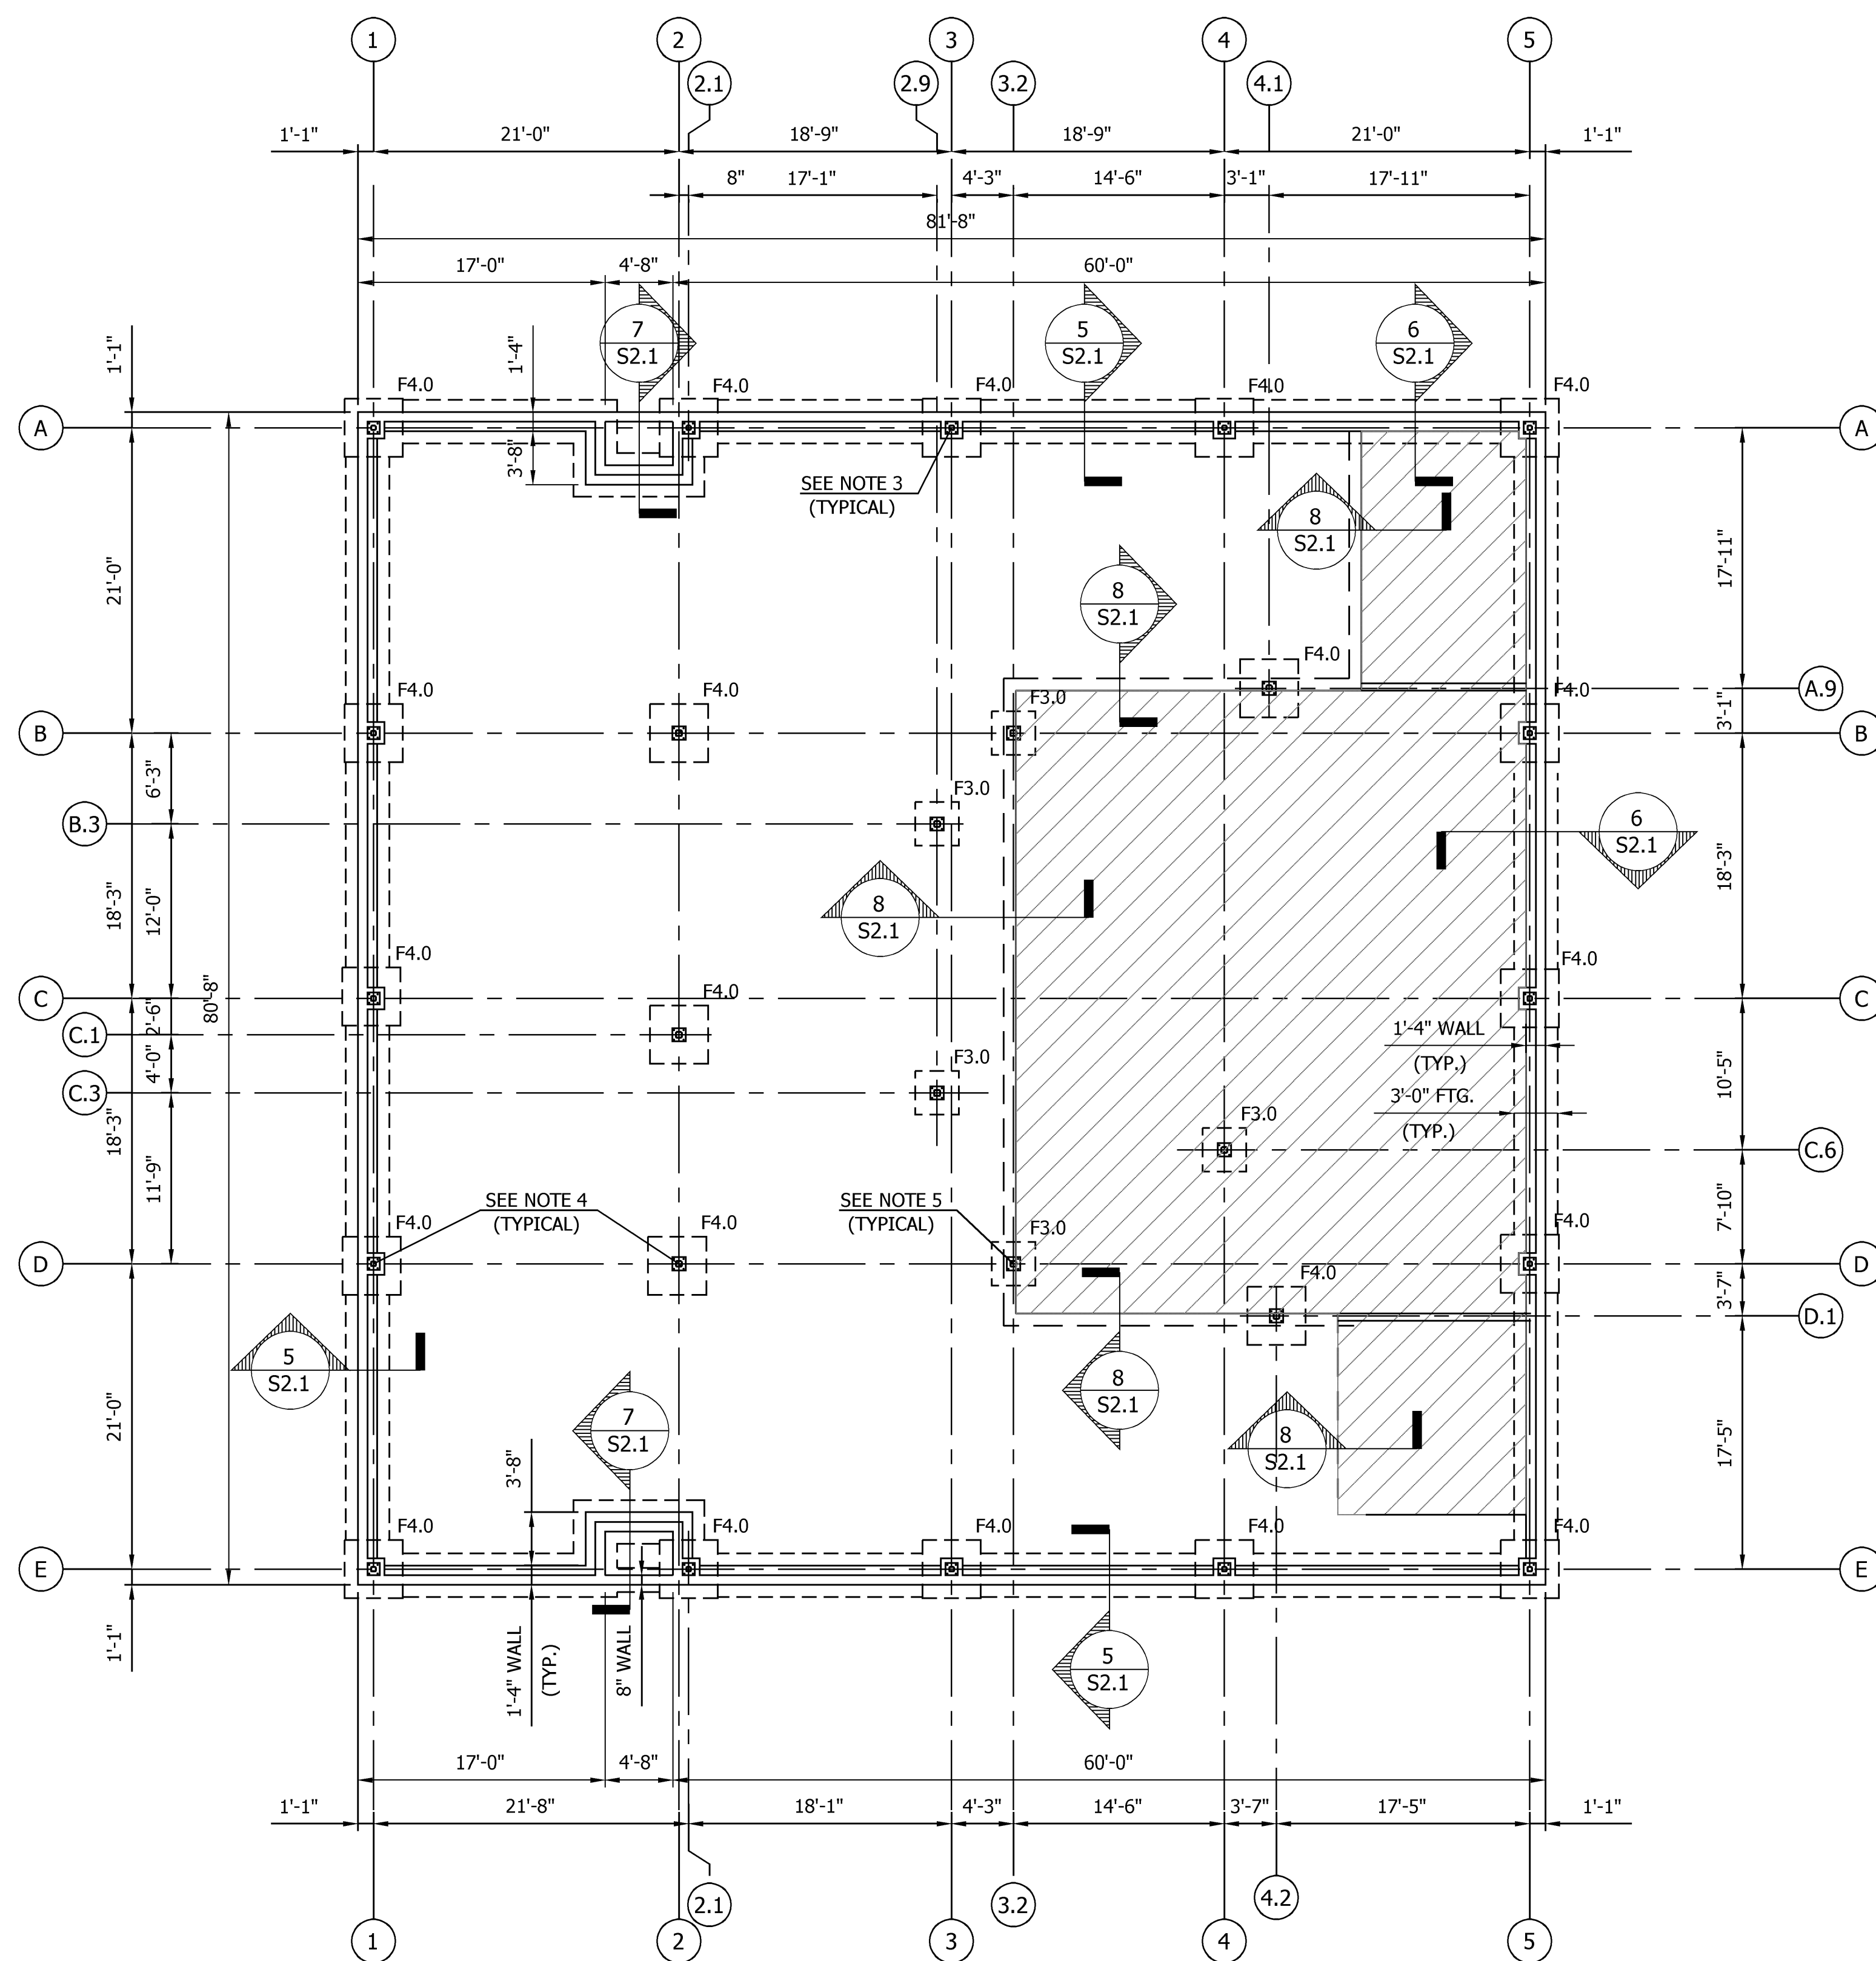 1
2
3
4
5
2.1
2.9
3.2
4.1
1'-1"
21'-0"
18'-9"
18'-9"
21'-0"
1'-1"
8"
17'-1"
4'-3"
14'-6"
3'-1"
17'-11"
81'-8"
17'-0"
4'-8"
60'-0"
1'-1"
1'-4"
7
S2.1
5
S2.1
6
S2.1
F4.0
F4.0
F4.0
F4.0
F4.0
A
A
3'-8"
SEE NOTE 3
(TYPICAL)
8
S2.1
21'-0"
17'-11"
8
S2.1
F4.0
F4.0
F4.0
F3.0
F4.0
A.9
3'-1"
B
B
6'-3"
F3.0
B.3
6
S2.1
18'-3"
12'-0"
18'-3"
8
S2.1
F4.0
F4.0
F4.0
80'-8"
C
C
2'-6"
C.1
1'-4" WALL
(TYP.)
4'-0"
F3.0
10'-5"
C.3
3'-0" FTG.
(TYP.)
18'-3"
F3.0
C.6
11'-9"
SEE NOTE 4
(TYPICAL)
SEE NOTE 5
(TYPICAL)
7'-10"
F4.0
F4.0
F3.0
F4.0
D
D
F4.0
3'-7"
D.1
5
S2.1
8
S2.1
21'-0"
7
S2.1
8
S2.1
17'-5"
3'-8"
F4.0
F4.0
F4.0
F4.0
F4.0
E
E
1'-1"
1'-4" WALL
(TYP.)
8" WALL
5
S2.1
17'-0"
4'-8"
60'-0"
1'-1"
21'-8"
18'-1"
4'-3"
14'-6"
3'-7"
17'-5"
1'-1"
2.1
3.2
4.2
1
2
3
4
5